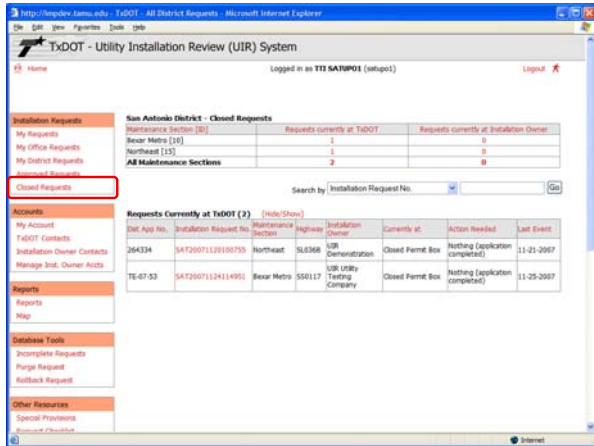 http://impdev.tamu.edu - TxDOT - All District Requests - Microsoft Internet Explorer
File Edit View Favorites Tools Help
TxDOT - Utility Installation Review (UIR) System
Home Logged in as TTI SATUP01 (satupo1) Logout
Installation Requests
My Requests
My Office Requests
My District Requests
Approved Requests
Closed Requests
Accounts
My Account
TxDOT Contacts
Installation Owner Contacts
Manage Inst. Owner Accts
Reports
Reports
Map
Database Tools
Incomplete Requests
Purge Request
Rollback Request
Other Resources
Special Provisions
Request Checklist
San Antonio District - Closed Requests
Maintenance Section [ID] Requests currently at TxDOT Requests currently at Installation Owner
Bexar Metro [10] 1 0
Northeast [15] 1 0
All Maintenance Sections 2 0
Search by Installation Request No. Go
Requests Currently at TxDOT (2) [Hide/Show]
Dst App No. Installation Request No. Maintenance Section Highway Installation Owner Currently at Action Needed Last Event
264334 SAT20071120100755 Northeast SL0368 UIR Demonstration Closed Permit Box Nothing (application completed) 11-21-2007
TE-07-53 SAT20071124114951 Bexar Metro SS0117 UIR Utility Testing Company Closed Permit Box Nothing (application completed) 11-25-2007
Internet